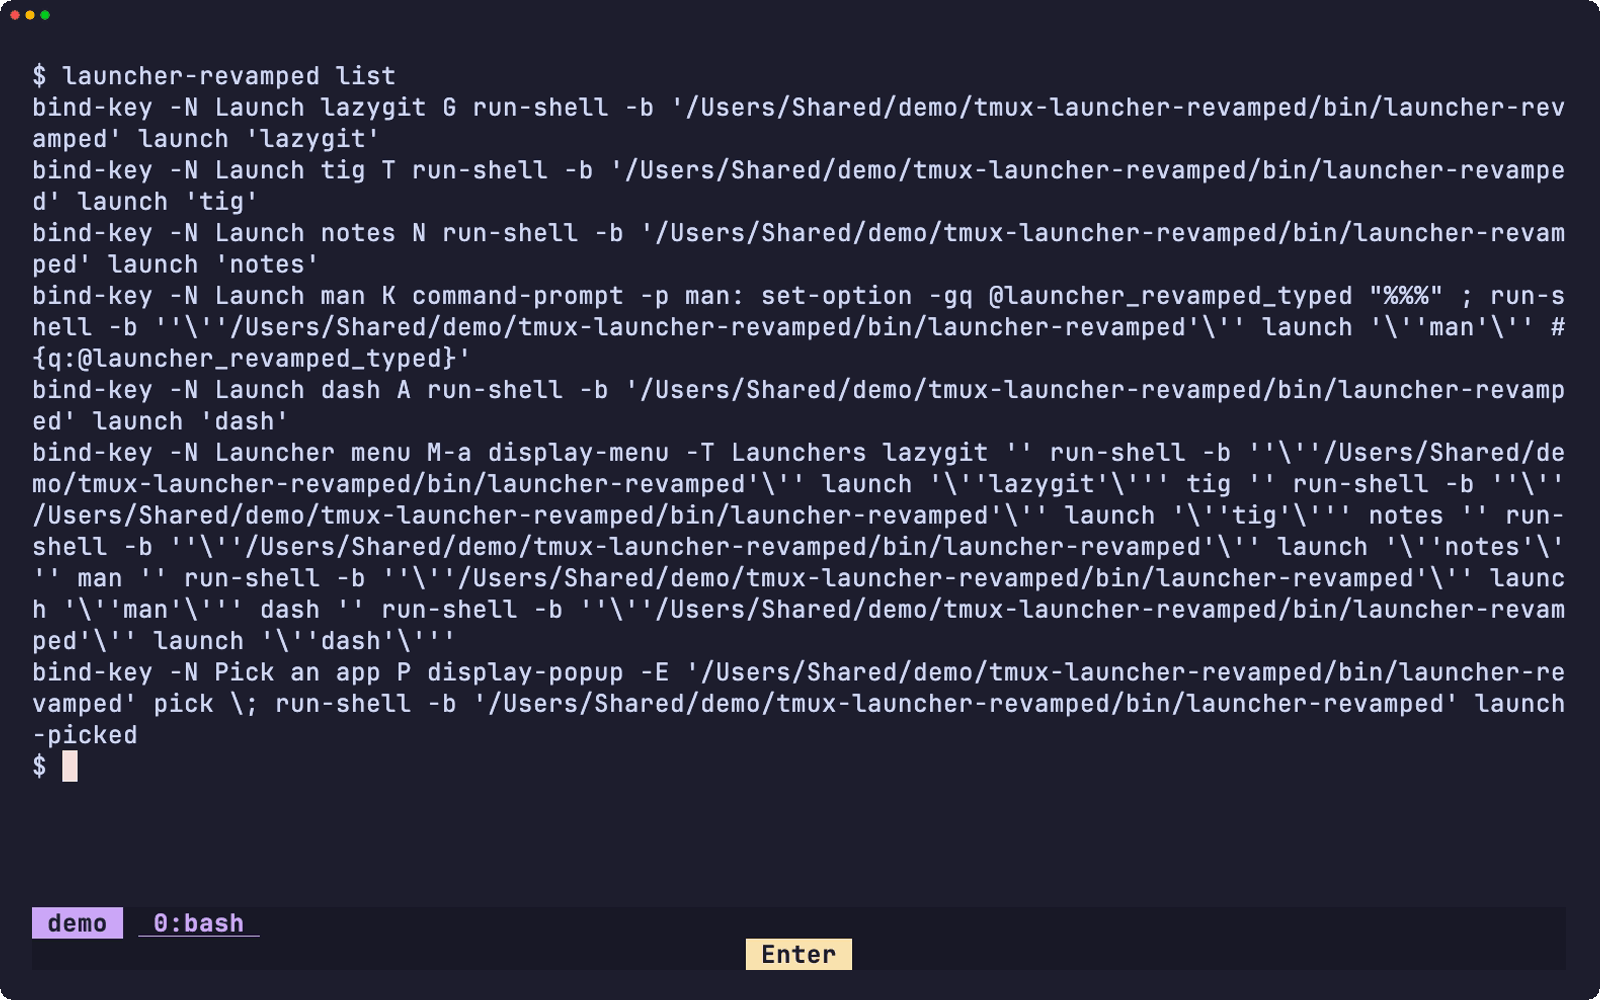 $ launcher-revamped list
bind-key -N Launch lazygit G run-shell -b '/Users/Shared/demo/tmux-launcher-revamped/bin/launcher-rev
amped' launch 'lazygit'
bind-key -N Launch tig T run-shell -b '/Users/Shared/demo/tmux-launcher-revamped/bin/launcher-revampe
d' launch 'tig'
bind-key -N Launch notes N run-shell -b '/Users/Shared/demo/tmux-launcher-revamped/bin/launcher-revam
ped' launch 'notes'
bind-key -N Launch man K command-prompt -p man: set-option -gq @launcher_revamped_typed "%%%" ; run-s
hell -b ''\''/Users/Shared/demo/tmux-launcher-revamped/bin/launcher-revamped'\'' launch '\''man'\'' #
{q:@launcher_revamped_typed}'
bind-key -N Launch dash A run-shell -b '/Users/Shared/demo/tmux-launcher-revamped/bin/launcher-revamp
ed' launch 'dash'
bind-key -N Launcher menu M-a display-menu -T Launchers lazygit '' run-shell -b ''\''/Users/Shared/de
mo/tmux-launcher-revamped/bin/launcher-revamped'\'' launch '\''lazygit'\''' tig '' run-shell -b ''\''
/Users/Shared/demo/tmux-launcher-revamped/bin/launcher-revamped'\'' launch '\''tig'\''' notes '' run-
shell -b ''\''/Users/Shared/demo/tmux-launcher-revamped/bin/launcher-revamped'\'' launch '\''notes'\'
'' man '' run-shell -b ''\''/Users/Shared/demo/tmux-launcher-revamped/bin/launcher-revamped'\'' launc
h '\''man'\''' dash '' run-shell -b ''\''/Users/Shared/demo/tmux-launcher-revamped/bin/launcher-revam
ped'\'' launch '\''dash'\'''
bind-key -N Pick an app P display-popup -E '/Users/Shared/demo/tmux-launcher-revamped/bin/launcher-re
vamped' pick \; run-shell -b '/Users/Shared/demo/tmux-launcher-revamped/bin/launcher-revamped' launch
-picked
$
demo 0:bash
Enter